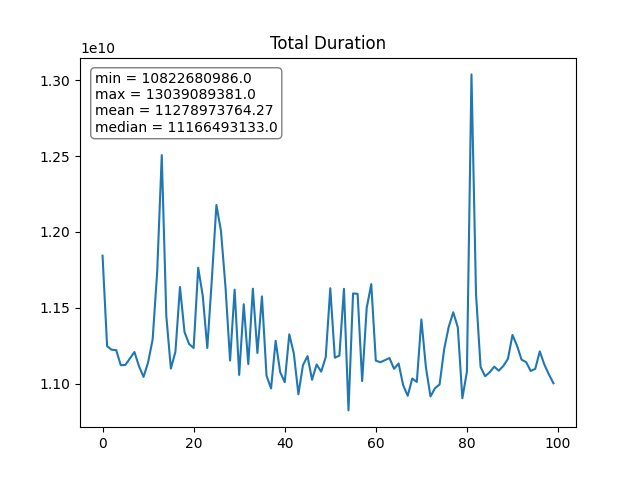 Total Duration
1e10
min = 10822680986.0
max = 13039089381.0
mean = 11278973764.27
median = 11166493133.0
1.30
1.25
1.20
1.15
1.10
0 20 40 60 80 100